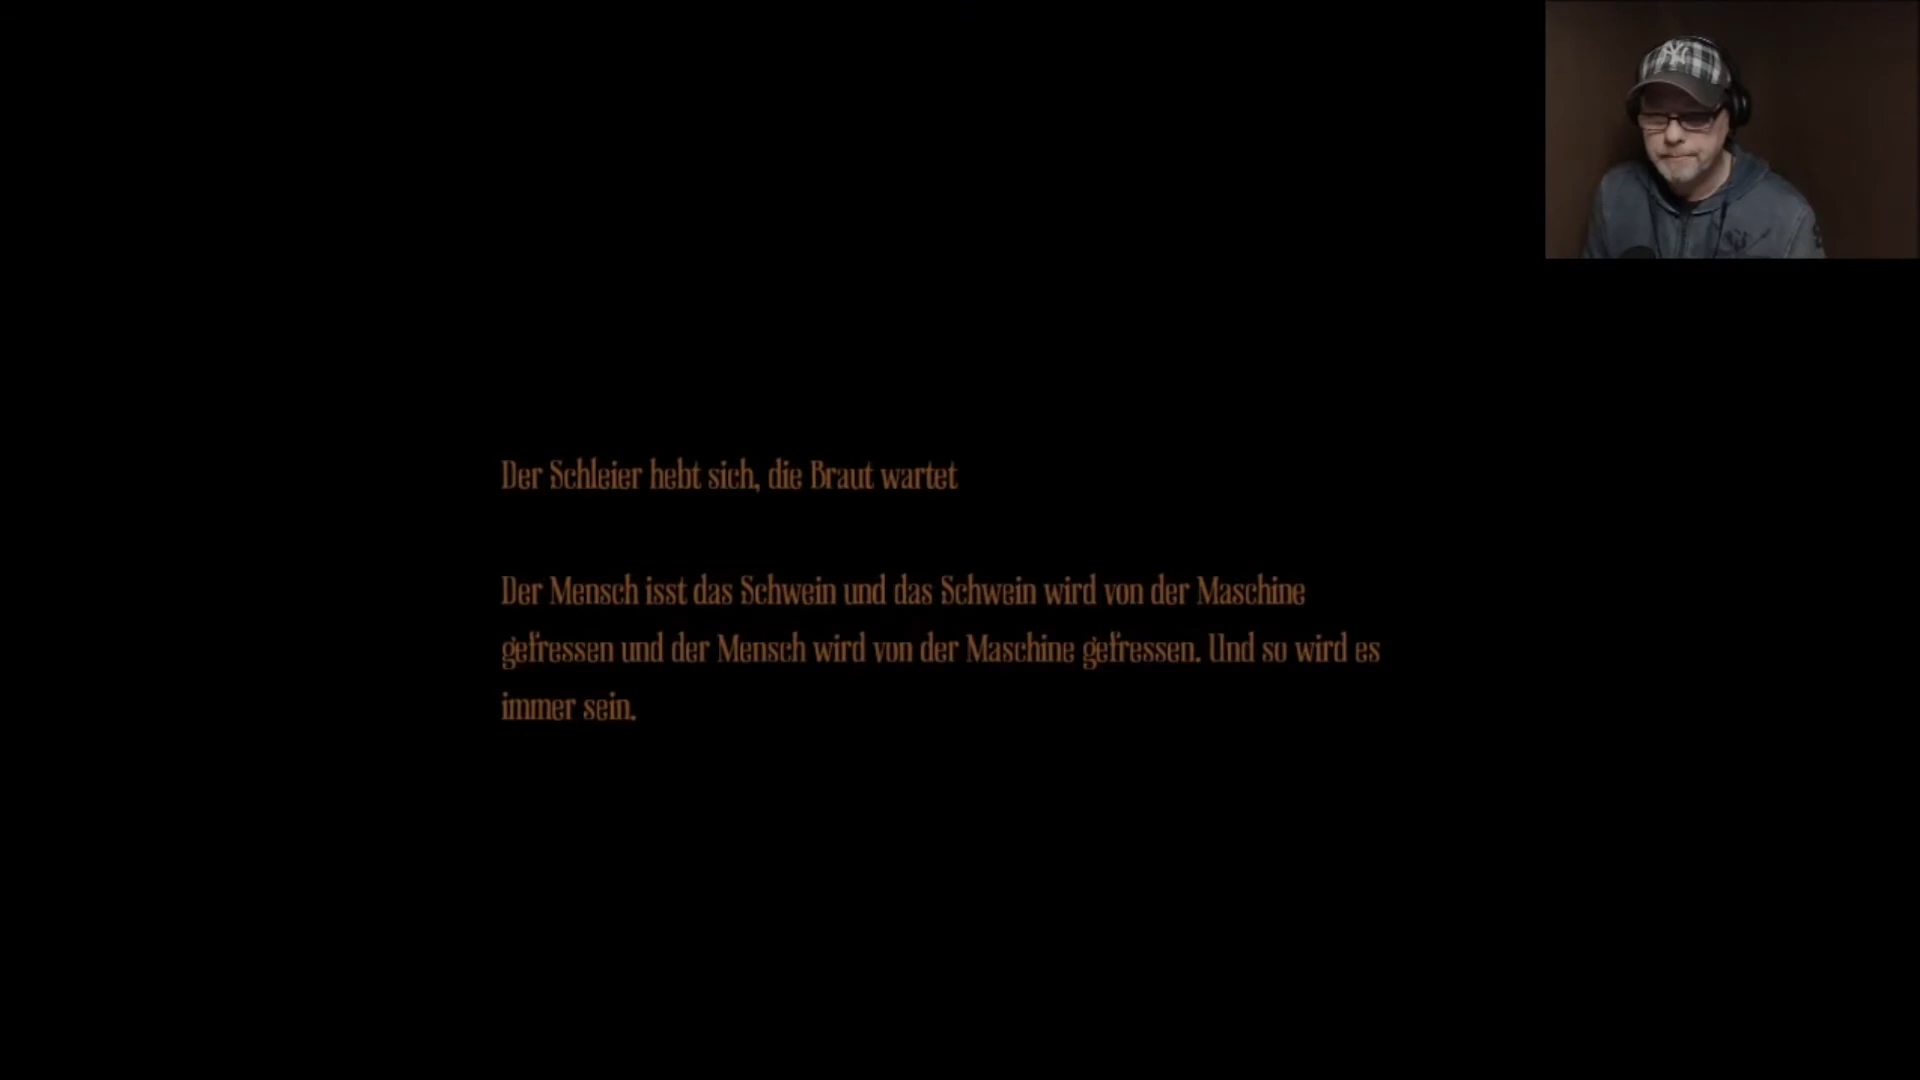 Der Schleier hebt sich, die Braut wartet
Der Mensch isst das Schwein und das Schwein wird von der Maschine
gefressen und der Mensch wird von der Maschine gefressen. Und so wird es
immer sein.
NY